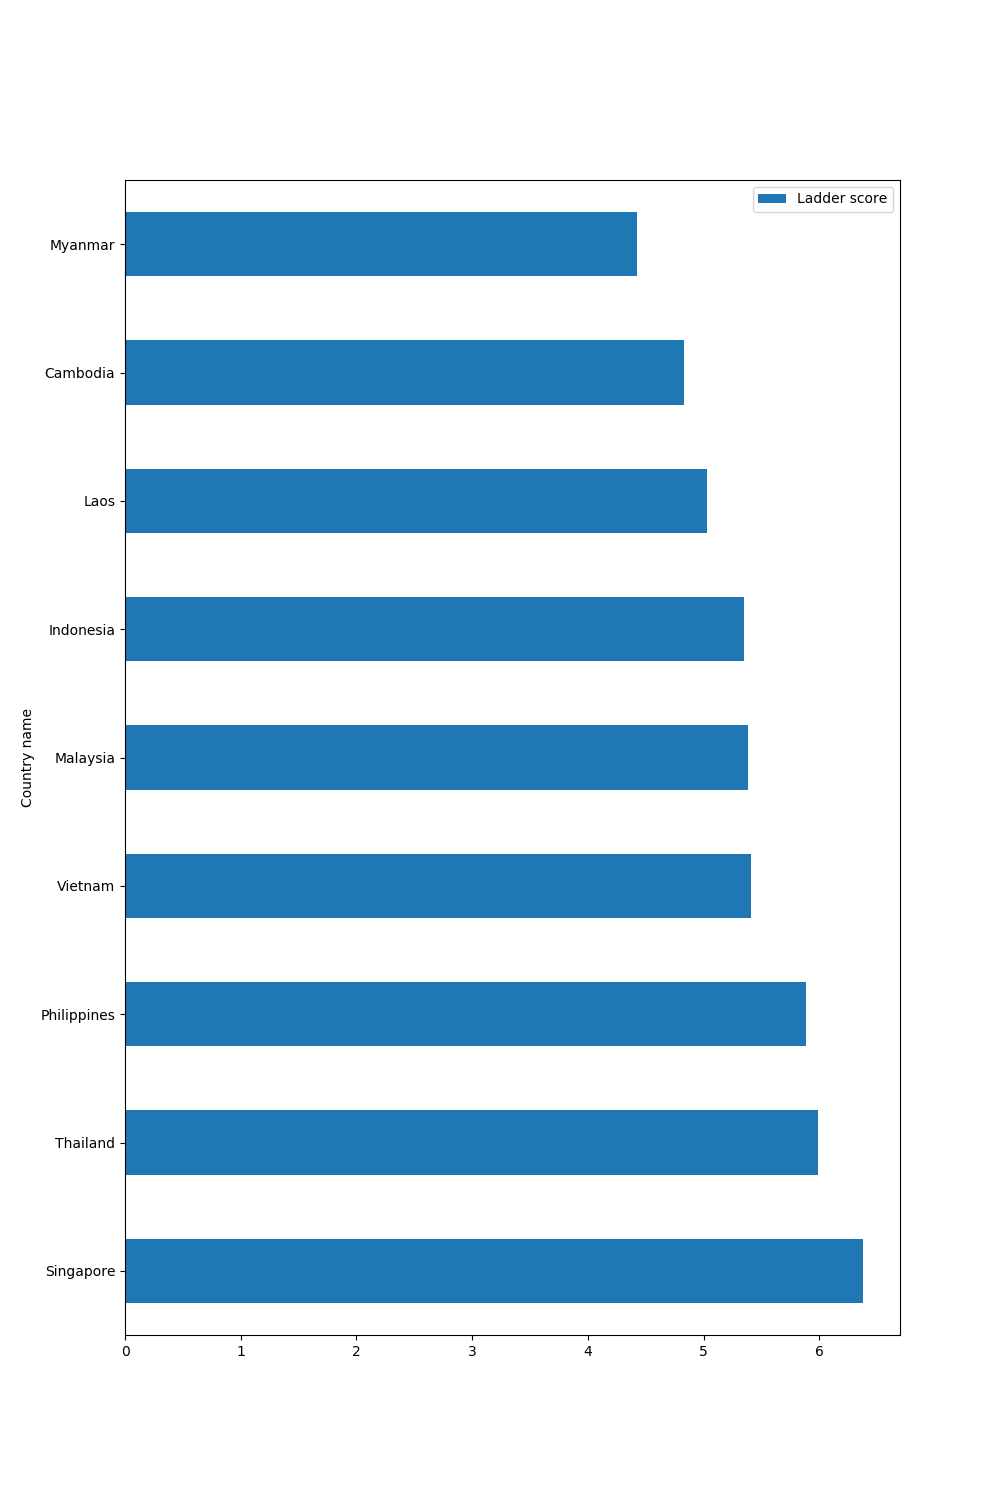 Ladder score
Myanmar
Cambodia
Laos
Indonesia
Malaysia
Vietnam
Philippines
Thailand
Singapore
Country name
0 1 2 3 4 5 6